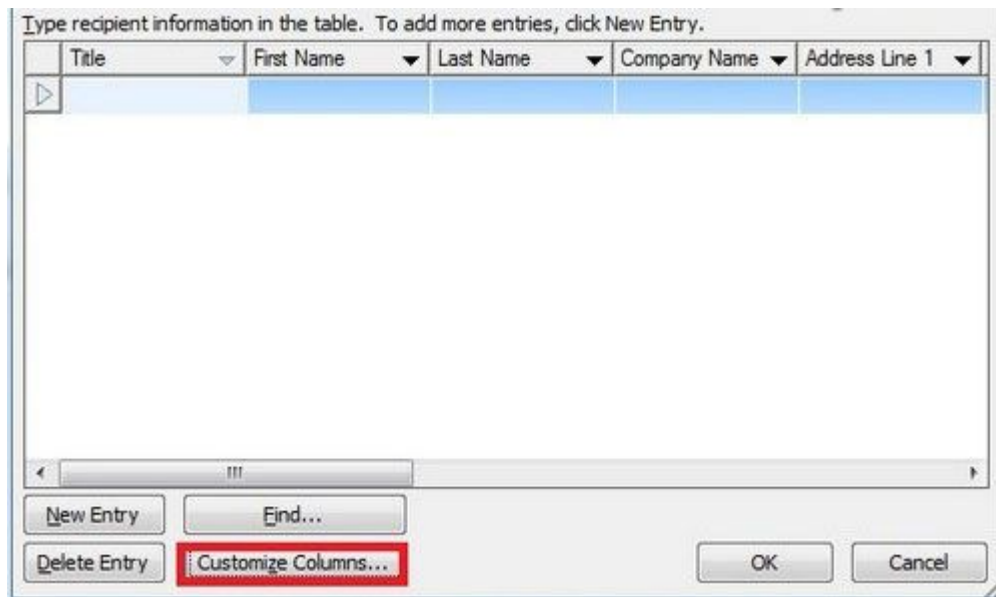 Type recipient information in the table. To add more entries, click New Entry.
Title First Name Last Name Company Name Address Line 1
New Entry Find...
Delete Entry Customize Columns... OK Cancel